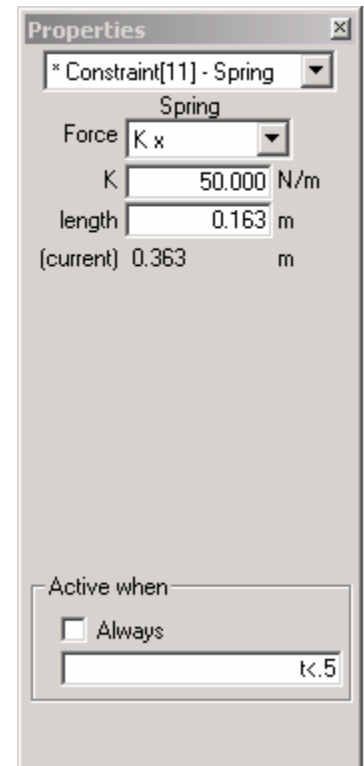 Properties
* Constraint[11] - Spring
Spring
Force K x
K 50.000 N/m
length 0.163 m
(current) 0.363 m
Active when
Always
t<.5